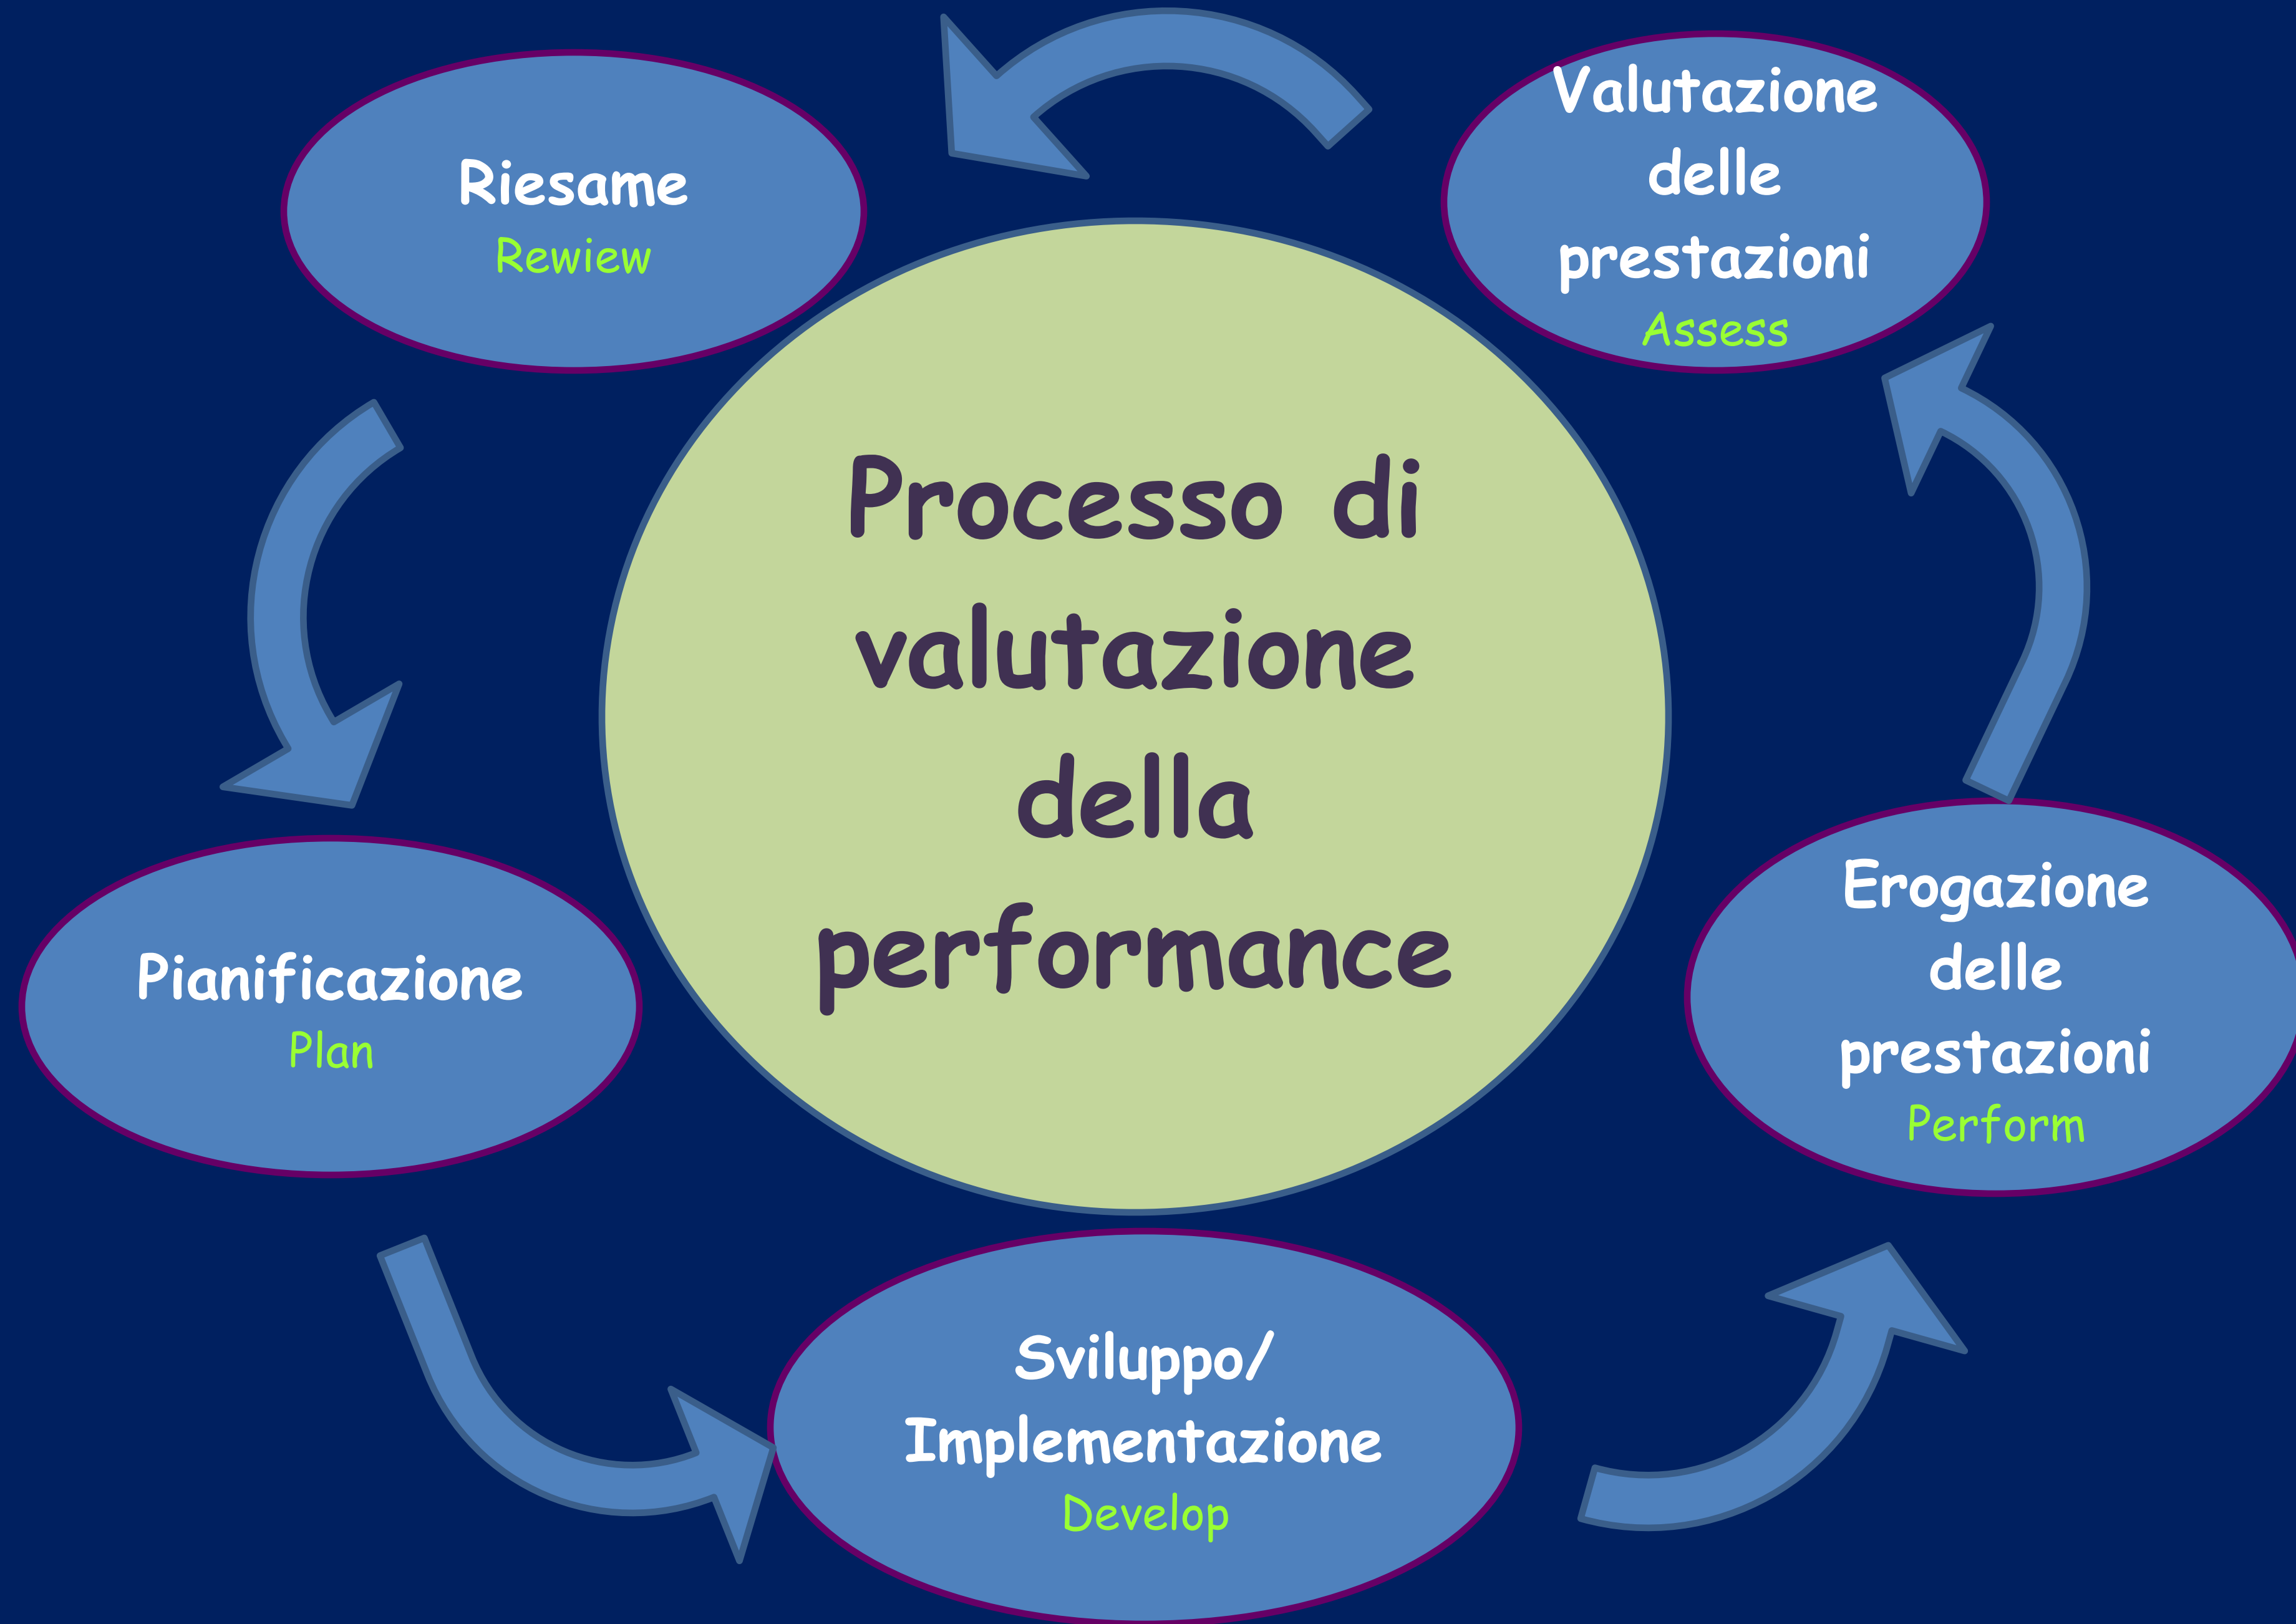 Riesame
Rewiew
Valutazione
delle
prestazioni
Assess
Processo di
valutazione
della
performance
Pianificazione
Plan
Erogazione
delle
prestazioni
Perform
Sviluppo/
Implementazione
Develop